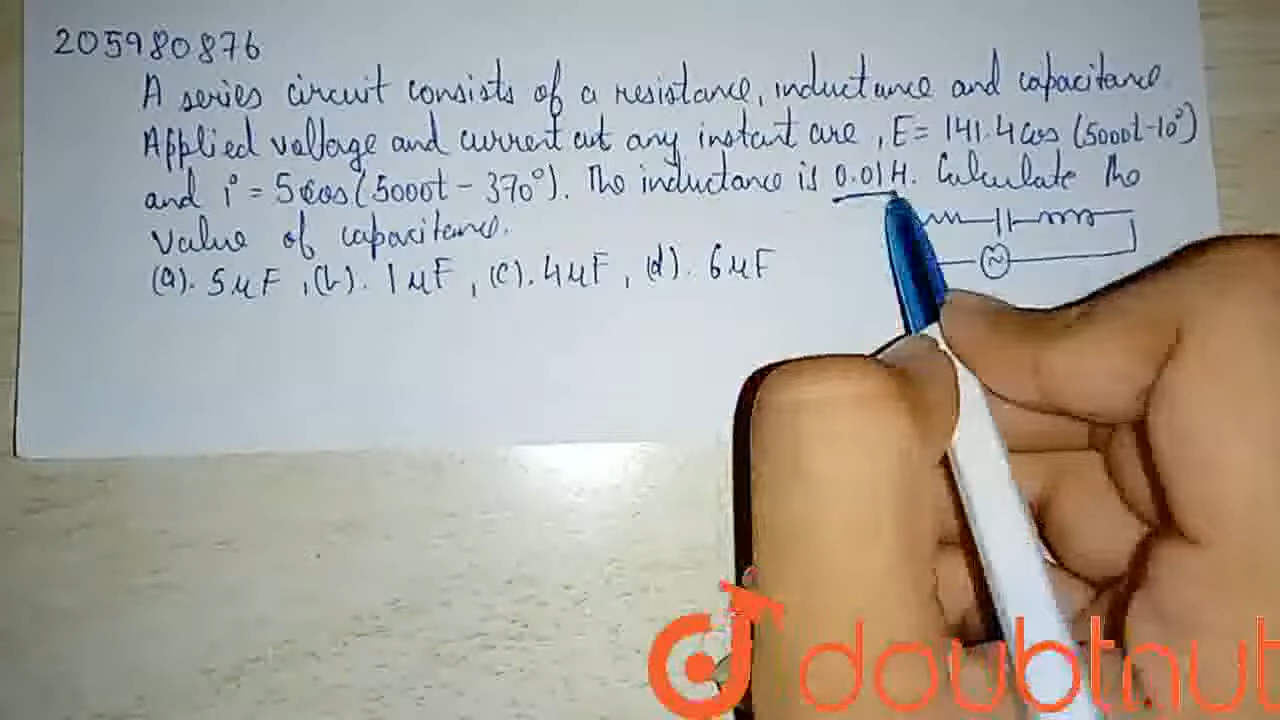 205980876
A series circuit consists of a resistance, inductance and capacitance.
Applied voltage and current at any instant are, E = 141.4 cos (5000t-10°)
and i = 5 cos (5000t - 370°). The inductance is 0.01H. Calculate the
value of capacitance.
(a). 5μF, (b). 1μF, (c). 4μF, (d). 6μF
doubtnut